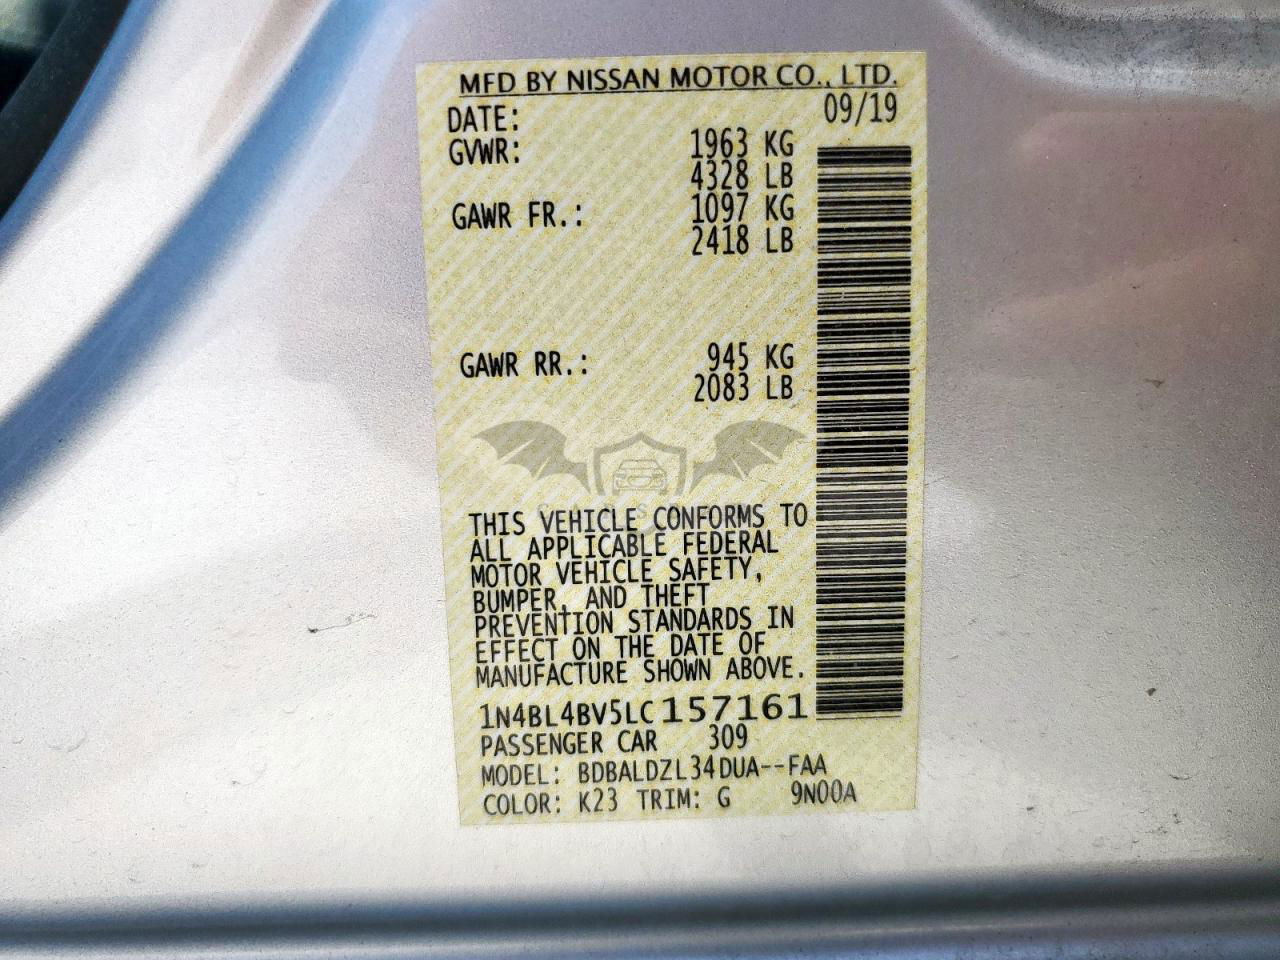 MFD BY NISSAN MOTOR CO., LTD.
DATE: 09/19
GVWR: 1963 KG
4328 LB
GAWR FR.: 1097 KG
2418 LB
GAWR RR.: 945 KG
2083 LB
THIS VEHICLE CONFORMS TO
ALL APPLICABLE FEDERAL
MOTOR VEHICLE SAFETY,
BUMPER, AND THEFT
PREVENTION STANDARDS IN
EFFECT ON THE DATE OF
MANUFACTURE SHOWN ABOVE.
1N4BL4BV5LC157161
PASSENGER CAR 309
MODEL: BDBALDZL34DUA--FAA
COLOR: K23 TRIM: G 9N00A